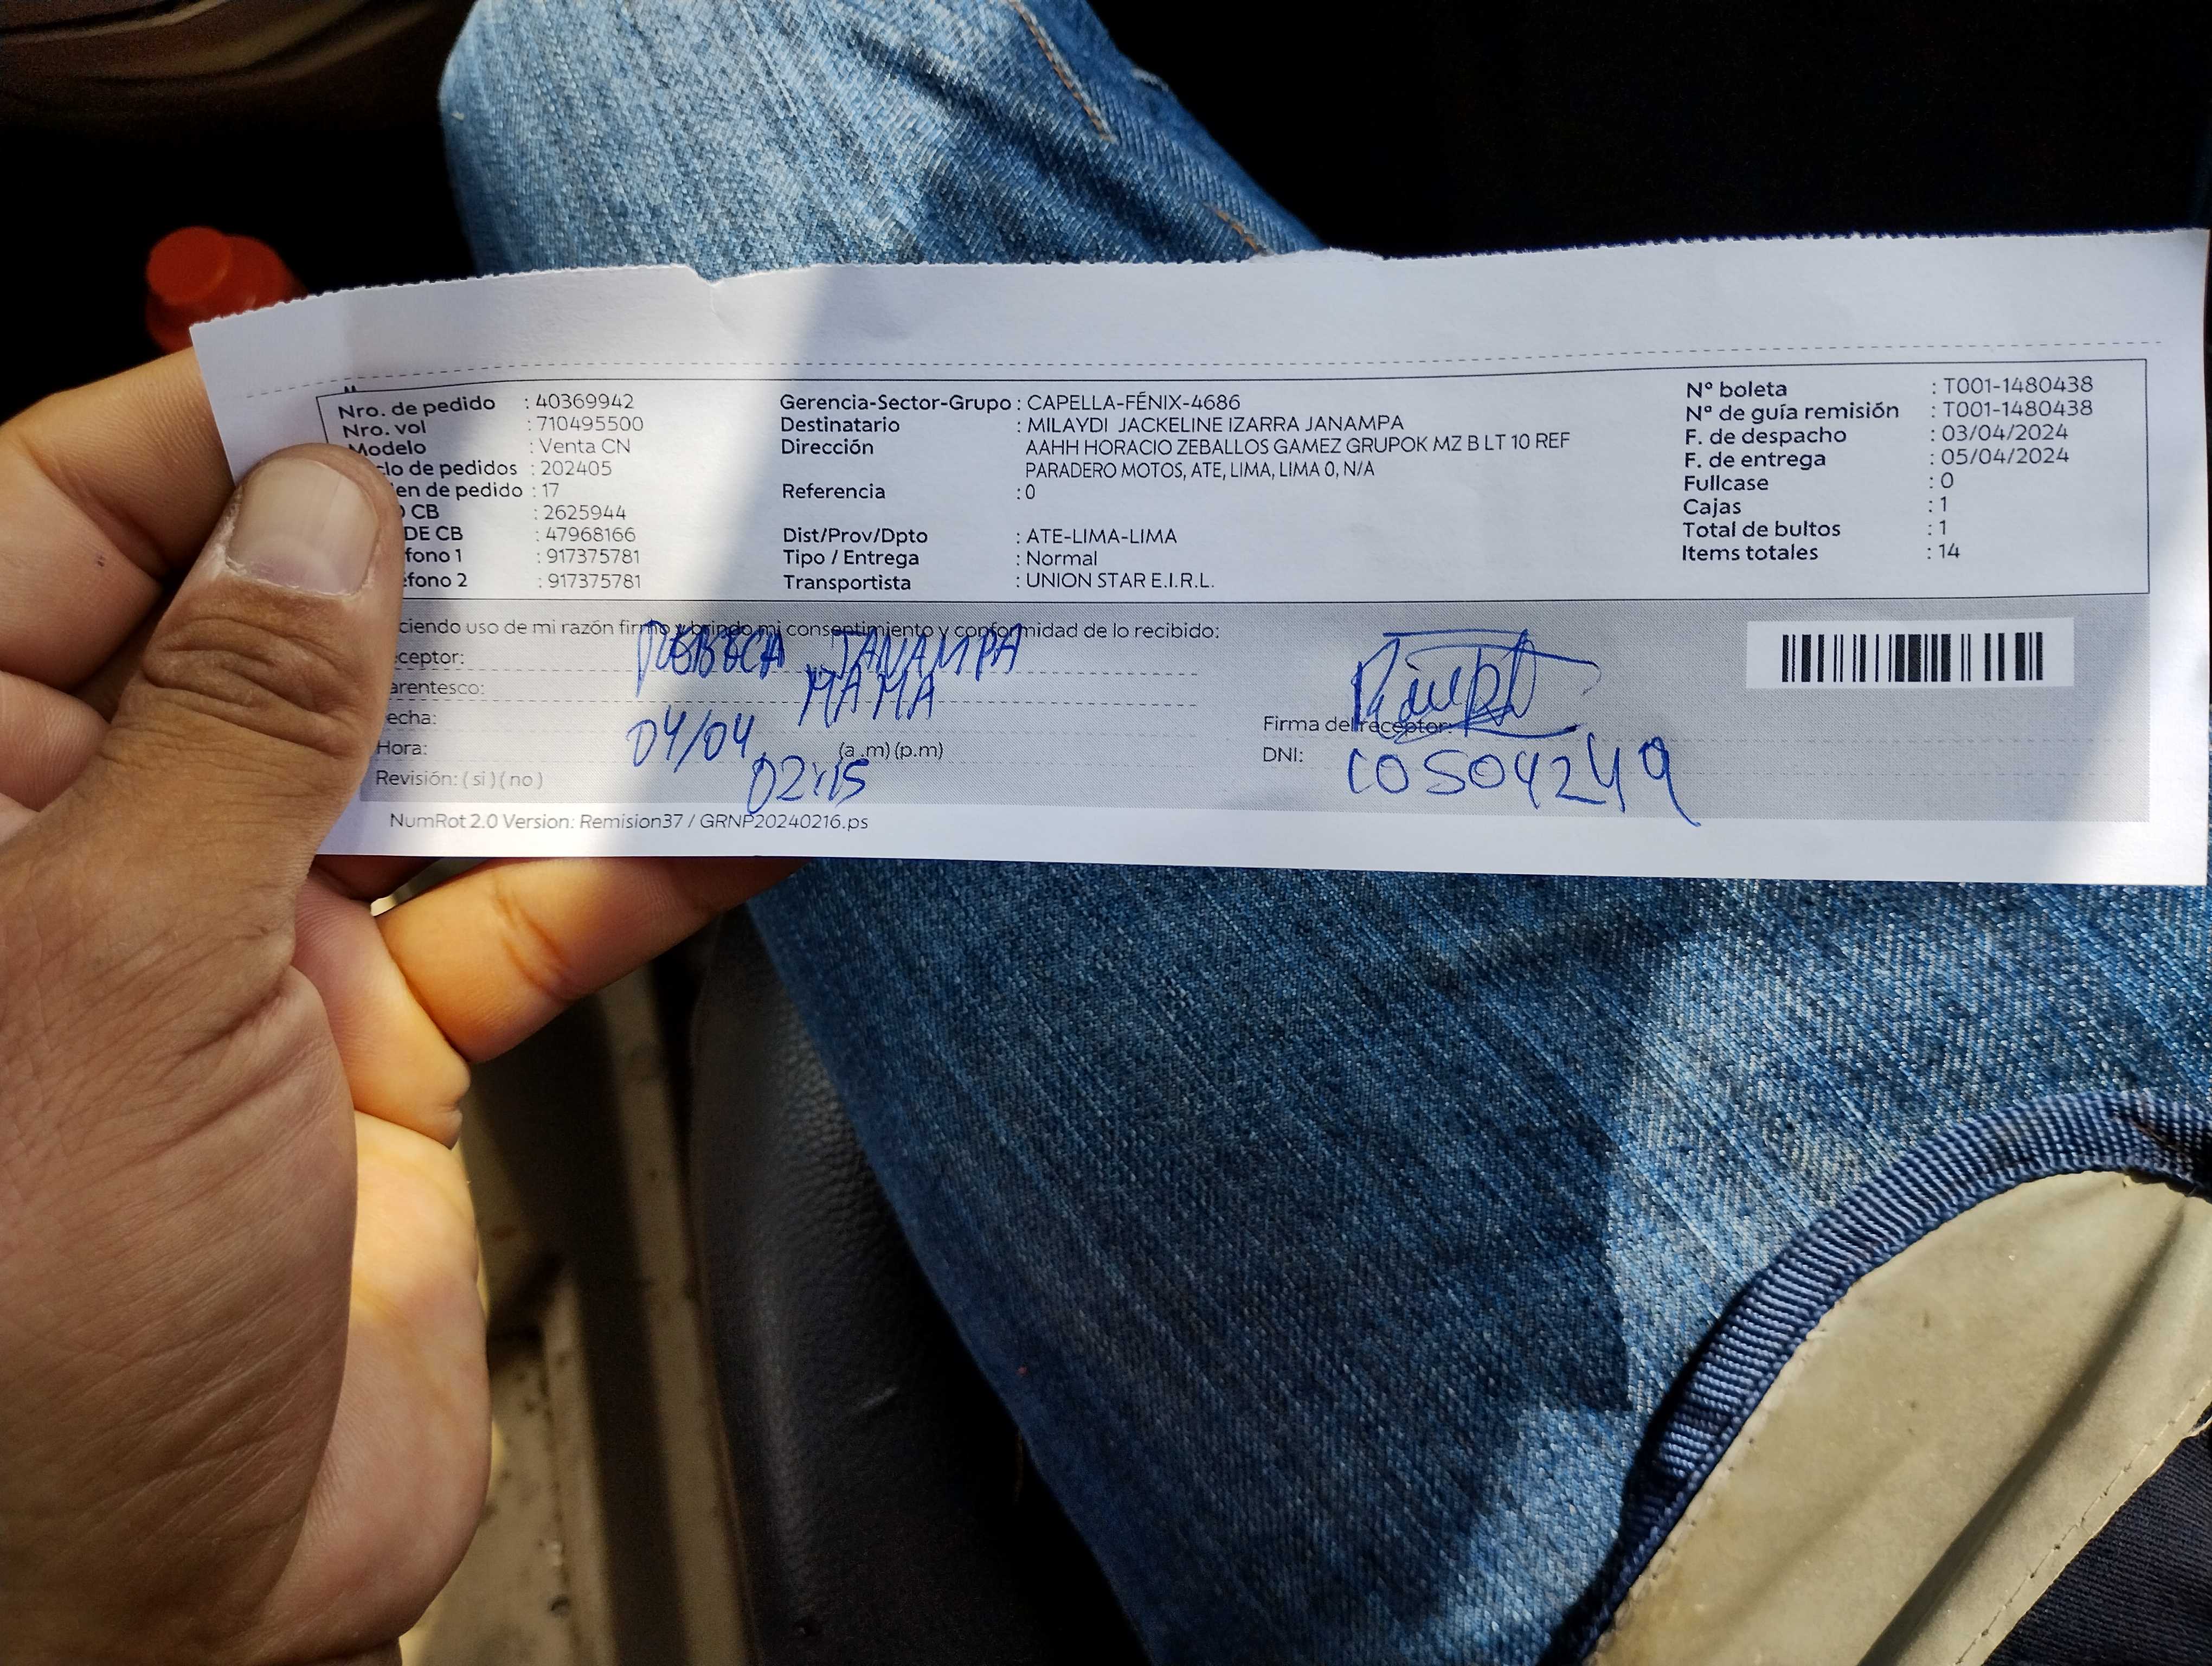 Nro. de pedido : 40369942
Nro. vol : 710495500
Modelo : Venta CN
clo de pedidos : 202405
en de pedido : 17
O CB : 2625944
DE CB : 47968166
fono 1 : 917375781
éfono 2 : 917375781
Gerencia-Sector-Grupo : CAPELLA-FÉNIX-4686
Destinatario : MILAYDI JACKELINE IZARRA JANAMPA
Dirección AAHH HORACIO ZEBALLOS GAMEZ GRUPOK MZ B LT 10 REF
PARADERO MOTOS, ATE, LIMA, LIMA 0, N/A
Referencia : 0
Dist/Prov/Dpto : ATE-LIMA-LIMA
Tipo / Entrega : Normal
Transportista : UNION STAR E.I.R.L.
N° boleta : T001-1480438
N° de guía remisión : T001-1480438
F. de despacho : 03/04/2024
F. de entrega : 05/04/2024
Fullcase : 0
Cajas : 1
Total de bultos : 1
Items totales : 14
ciendo uso de mi razón firmo y brindo mi consentimiento y conformidad de lo recibido:
ceptor: JANAMPA
arentesco: MAMA
echa: 04/04
Hora: 02:15 (a .m) (p.m)
Revisión: ( si ) ( no )
Firma del receptor:
DNI: 10504249
NumRot 2.0 Version: Remision37 / GRNP20240216.ps